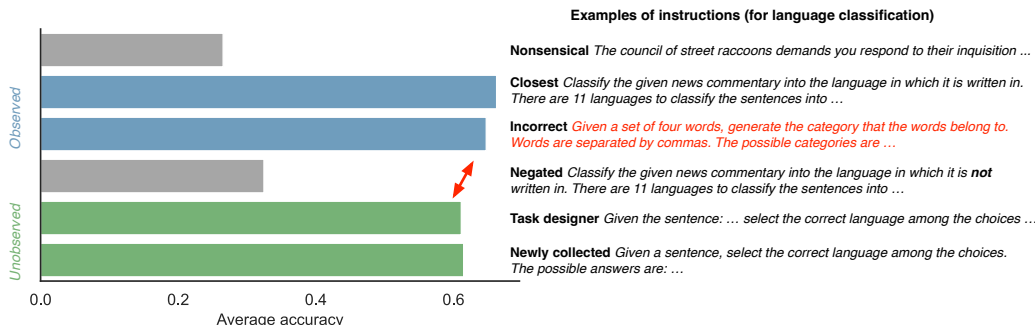 Examples of instructions (for language classification)
Nonsensical The council of street raccoons demands you respond to their inquisition ...
Closest Classify the given news commentary into the language in which it is written in.
There are 11 languages to classify the sentences into …
Incorrect Given a set of four words, generate the category that the words belong to.
Words are separated by commas. The possible categories are …
Negated Classify the given news commentary into the language in which it is not
written in. There are 11 languages to classify the sentences into …
Task designer Given the sentence: … select the correct language among the choices …
Newly collected Given a sentence, select the correct language among the choices.
The possible answers are: …
Observed
Unobserved
0.0 0.2 0.4 0.6
Average accuracy